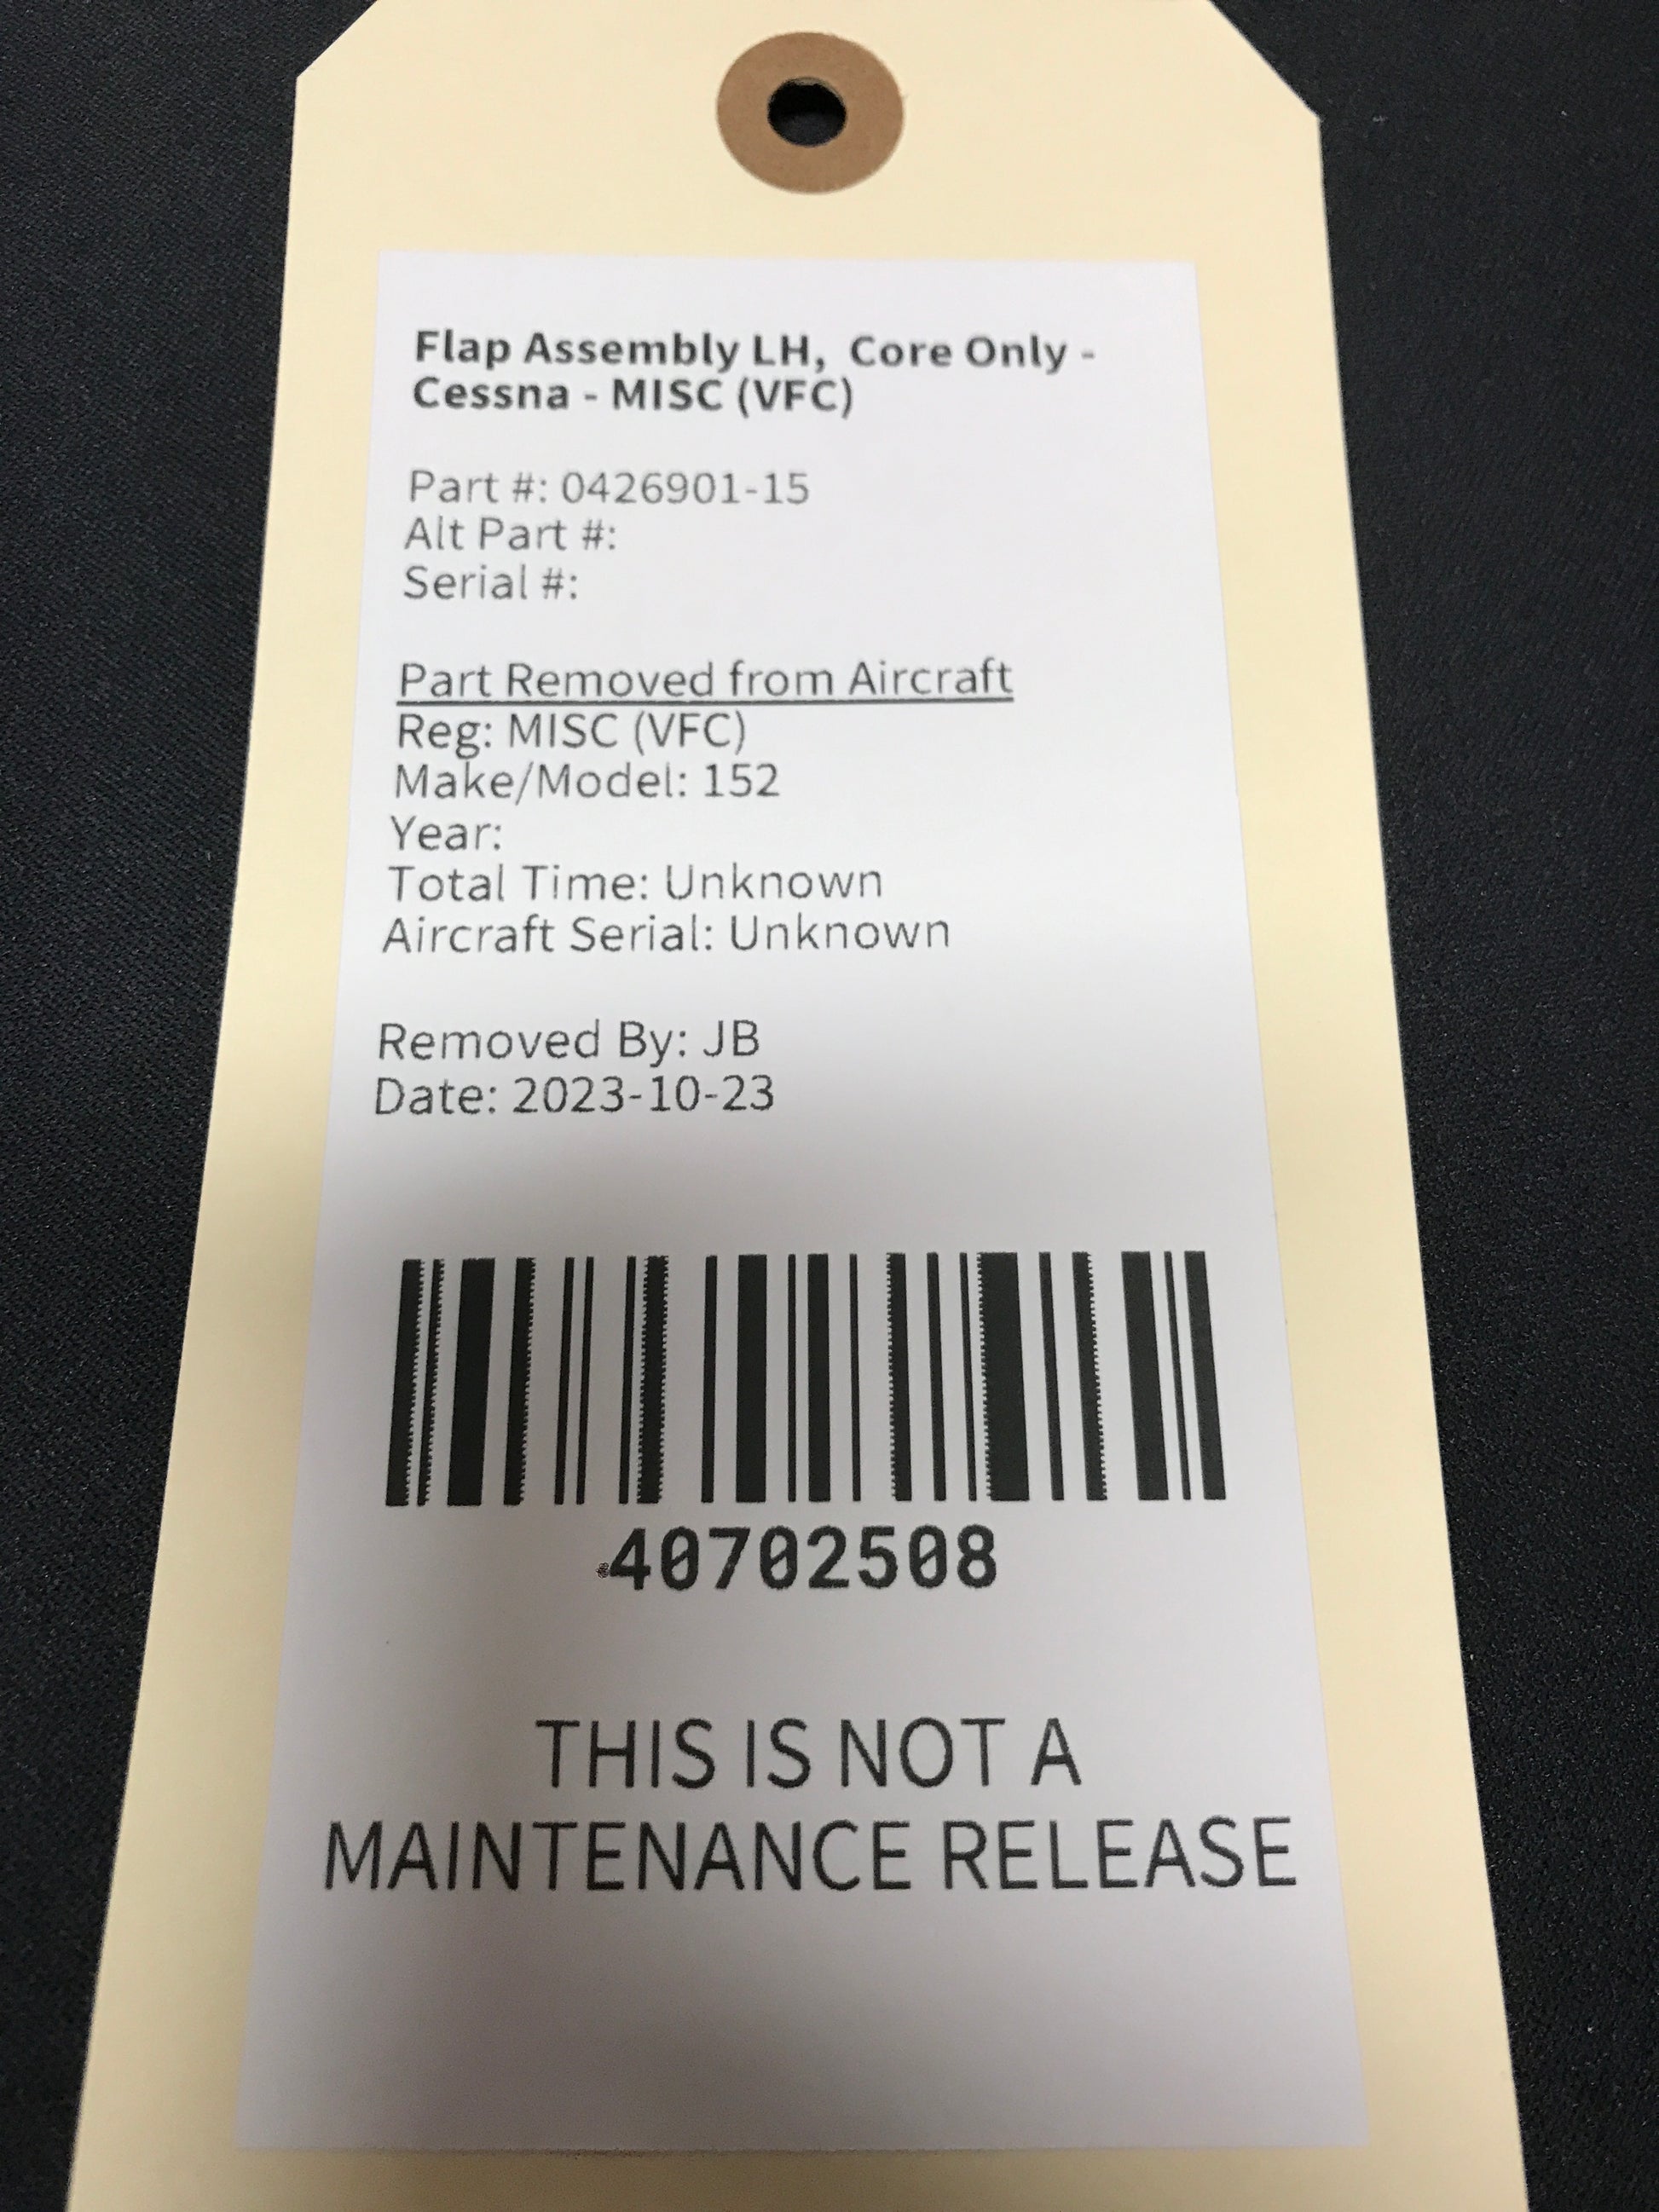 Flap Assembly LH, Core Only -
Cessna - MISC (VFC)
Part #: 0426901-15
Alt Part #:
Serial #:
Part Removed from Aircraft
Reg: MISC (VFC)
Make/Model: 152
Year:
Total Time: Unknown
Aircraft Serial: Unknown
Removed By: JB
Date: 2023-10-23
40702508
THIS IS NOT A
MAINTENANCE RELEASE